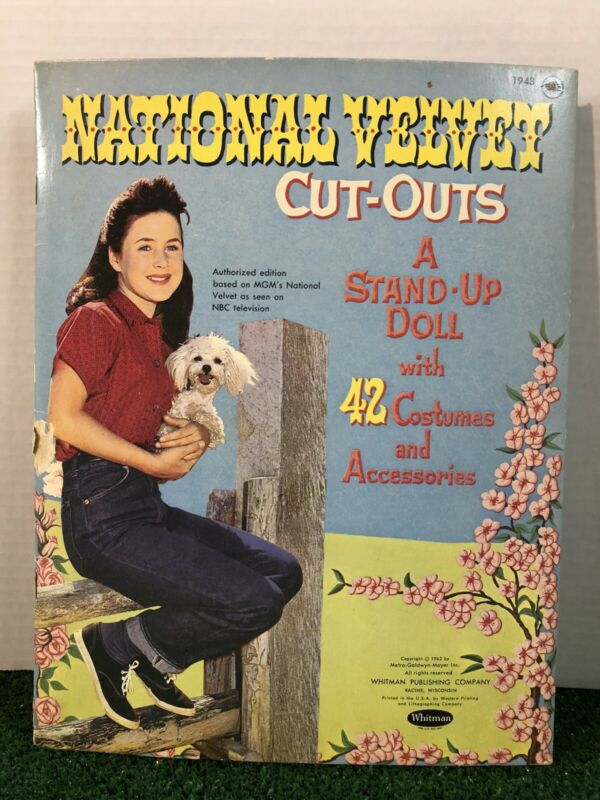 1948
NATIONAL VELVET
CUT-OUTS
Authorized edition
based on MGM's National
Velvet as seen on
NBC television
A
STAND-UP
DOLL
with
42 Costumes
and
Accessories
Copyright © 1962 by
Metro-Goldwyn-Mayer Inc.
All rights reserved
WHITMAN PUBLISHING COMPANY
RACINE, WISCONSIN
Printed in the U.S.A. by Western Printing
and Lithographing Company
Whitman